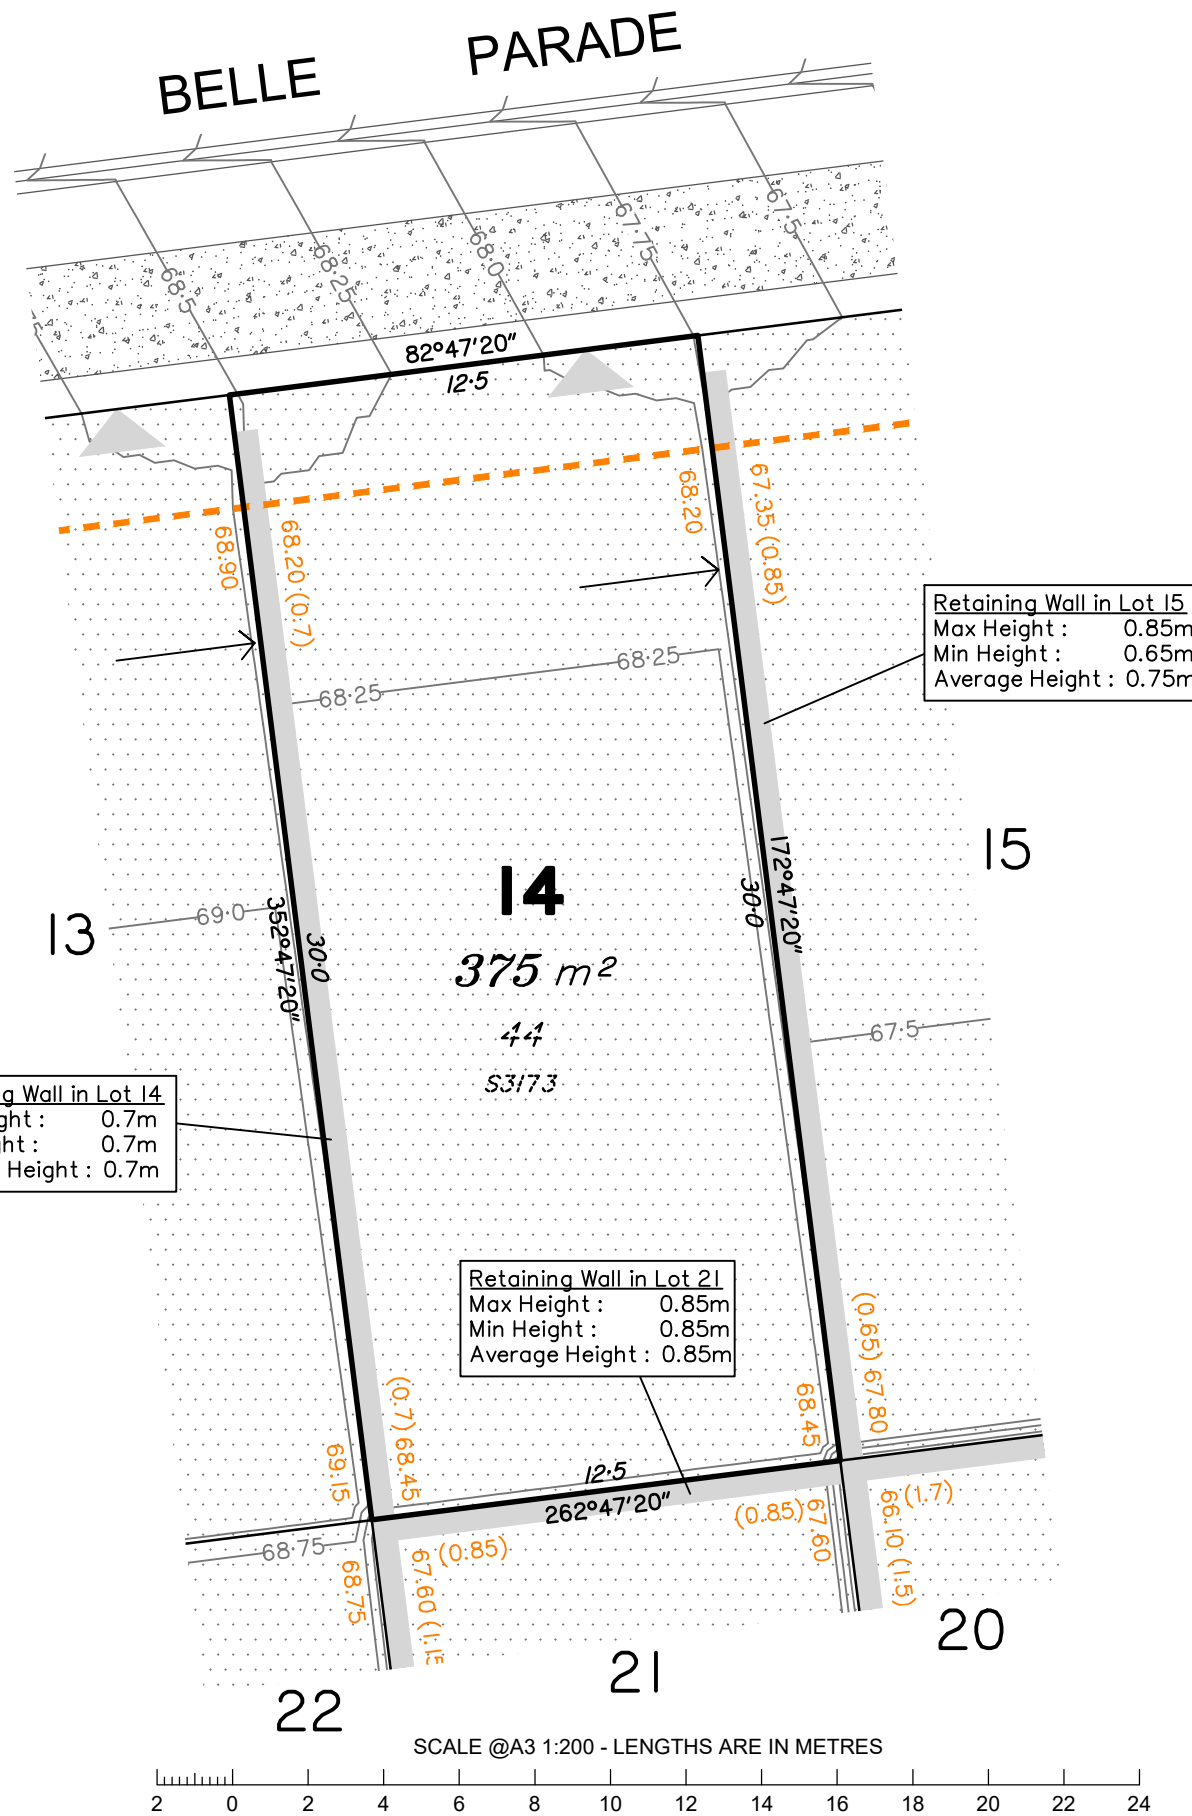 BELLE PARADE
68·5
68·25
68·0
67·75
67·5
82°47'20"
12·5
68.90
68.20 (0.7)
68.20
67.35 (0.85)
Retaining Wall in Lot 15
Max Height : 0.85m
Min Height : 0.65m
Average Height : 0.75m
68·25
68·25
13
69·0
352°47'20"
30·0
14
375 m²
44
S3173
30·0
172°47'20"
15
67·5
g Wall in Lot 14
ght : 0.7m
ht : 0.7m
Height : 0.7m
Retaining Wall in Lot 21
Max Height : 0.85m
Min Height : 0.85m
Average Height : 0.85m
69.15
(0.7) 68.45
68.45
(0.65) 67.80
12·5
262°47'20"
68·75
68.75
67.60
(0.85)
(0.85)
67.60
66.10 (1.5)
(1.7)
22
21
20
SCALE @A3 1:200 - LENGTHS ARE IN METRES
2 0 2 4 6 8 10 12 14 16 18 20 22 24